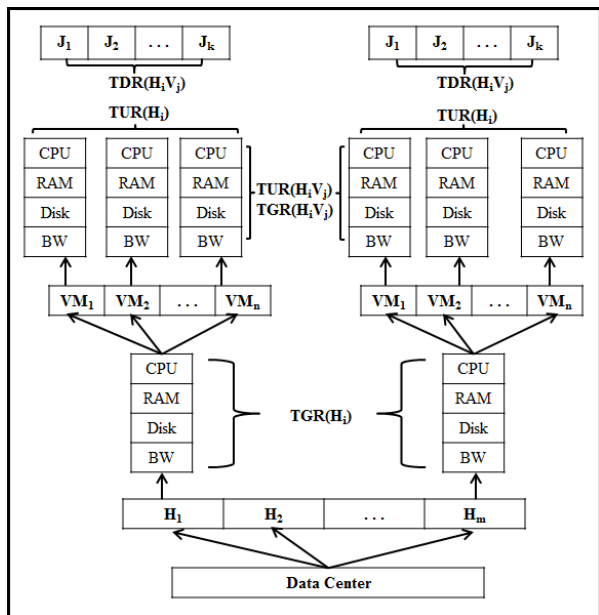 J1 J2 . . . Jk J1 J2 . . . Jk
TDR(HiVj) TDR(HiVj)
TUR(Hi) TUR(Hi)
CPU CPU CPU CPU CPU CPU
RAM RAM RAM RAM RAM RAM
TUR(HiVj)
TGR(HiVj)
Disk Disk Disk Disk Disk Disk
BW BW BW BW BW BW
VM1 VM2 . . . VMn VM1 VM2 . . . VMn
CPU CPU
RAM RAM
TGR(Hi)
Disk Disk
BW BW
H1 H2 . . . Hm
Data Center